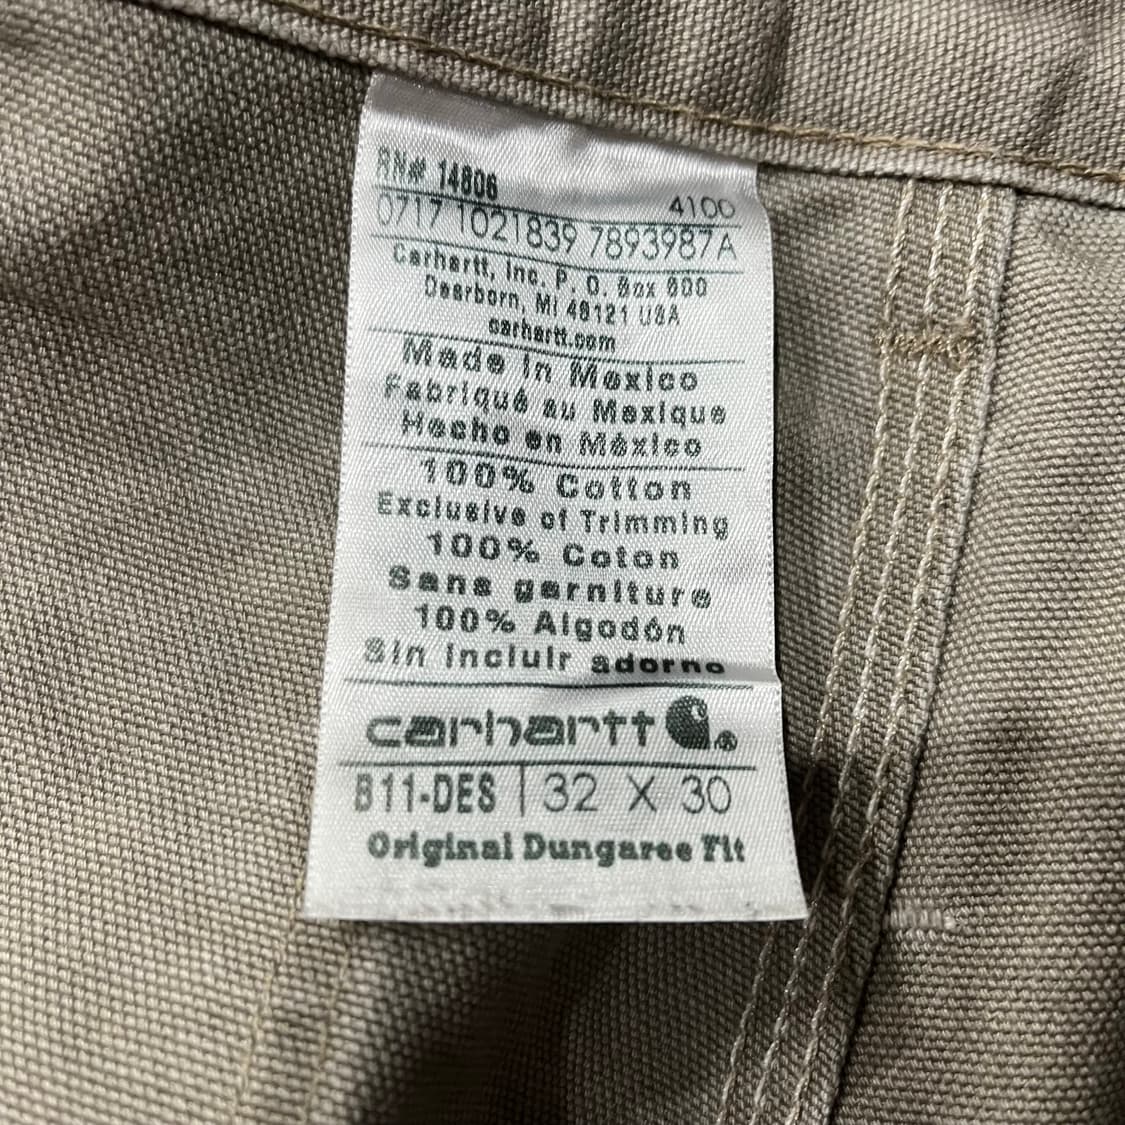 RN# 14806
4100
0717 1021839 7893987A
Carhartt, Inc. P. O. Box 600
Dearborn, MI 48121 USA
carhartt.com
Made in Mexico
Fabriqué au Mexique
Hecho en México
100% Cotton
Exclusive of Trimming
100% Coton
Sans garniture
100% Algodón
Sin incluir adorno
carhartt ®
B11-DES | 32 X 30
Original Dungaree Fit